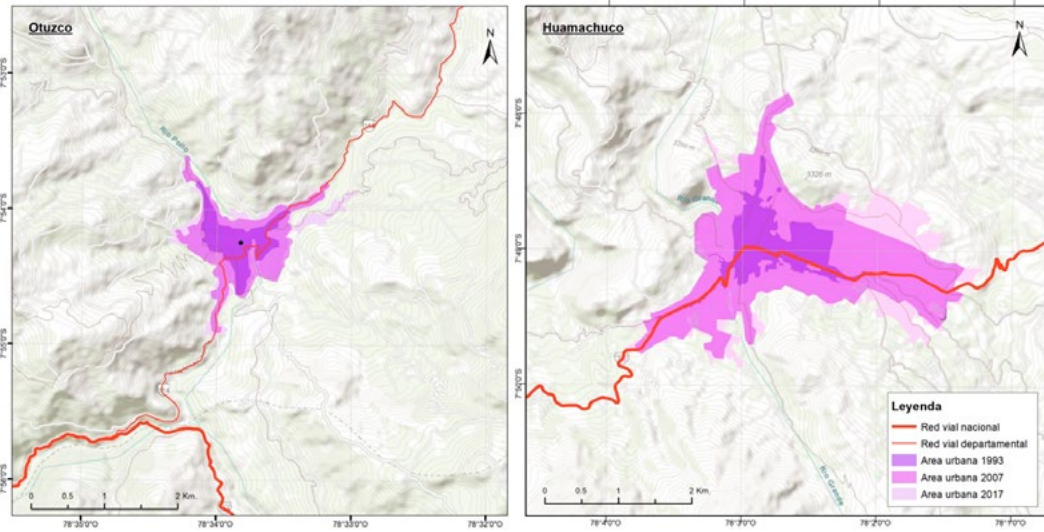 Otuzco
N
7°53'0"S
7°54'0"S
7°55'0"S
7°56'0"S
Río Pollo
0 0.5 1 2 Km.
78°35'0"O
78°34'0"O
78°33'0"O
78°32'0"O
Huamachuco
N
7°48'0"S
7°49'0"S
7°50'0"S
3326 m
Río Grande
Río Grande
0 0.5 1 2 Km.
78°4'0"O
78°3'0"O
78°2'0"O
78°1'0"O
Leyenda
Red vial nacional
Red vial departamental
Area urbana 1993
Area urbana 2007
Area urbana 2017